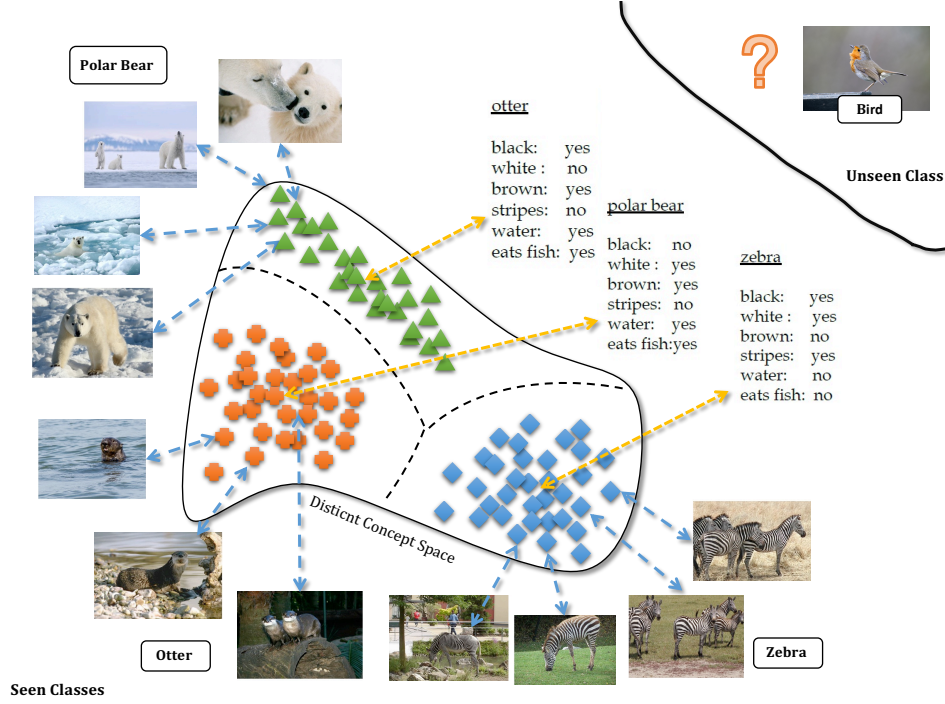 Polar Bear
Bird
Unseen Class
otter
black: yes
white : no
brown: yes
stripes: no
water: yes
eats fish: yes
polar bear
black: no
white : yes
brown: yes
stripes: no
water: yes
eats fish:yes
zebra
black: yes
white : yes
brown: no
stripes: yes
water: no
eats fish: no
Disticnt Concept Space
Otter
Zebra
Seen Classes
?